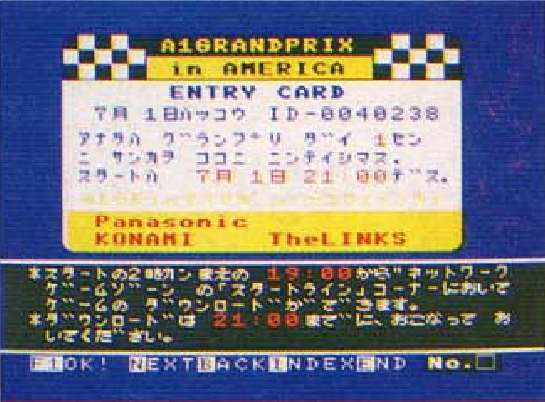 A1GRANDPRIX
in AMERICA
ENTRY CARD
7月 1日ハッコウ ID-0040238
アナタハ グランプリ ダイ 1セン
ニ サンカヲ ココニ ニンテイシマス.
スタートハ 7月 1日 21:00デス.
Panasonic
KONAMI TheLINKS
*スタートの2時カンまえの 19:00から"ネットワーク
ゲームゾーン の「スタートライン」コーナーにおいて
ゲームの ダウンロードが できます。
*ダウンロードは 21:00までに、おこなって お
いてください。
F1OK! NEXTBACKINDEXEND No.